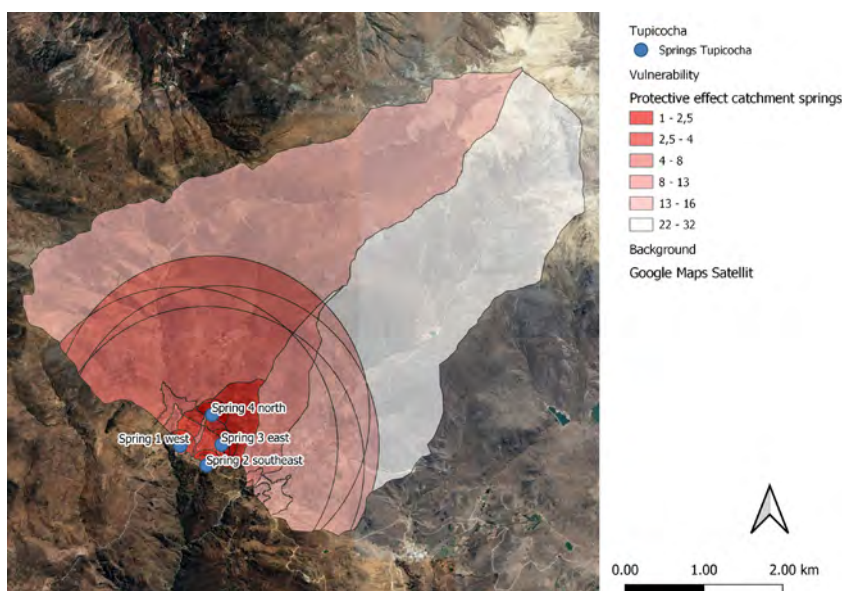 Tupicocha
Springs Tupicocha
Vulnerability
Protective effect catchment springs
1 - 2,5
2,5 - 4
4 - 8
8 - 13
13 - 16
22 - 32
Background
Google Maps Satellit
Spring 4 north
Spring 1 west
Spring 3 east
Spring 2 southeast
0.00 1.00 2.00 km